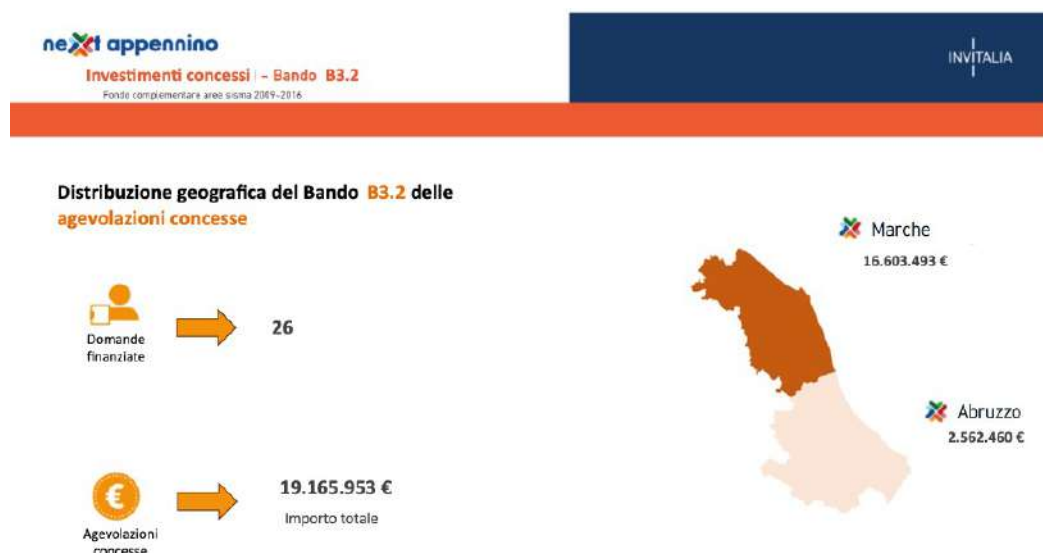 nexxt appennino
INVITALIA
Investimenti concessi - Bando B3.2
Fondo complementare aree sisma 2009-2016
Distribuzione geografica del Bando B3.2 delle
agevolazioni concesse
Marche
16.603.493 €
Domande
finanziate
26
Abruzzo
2.562.460 €
19.165.953 €
Importo totale
€
Agevolazioni
concesse